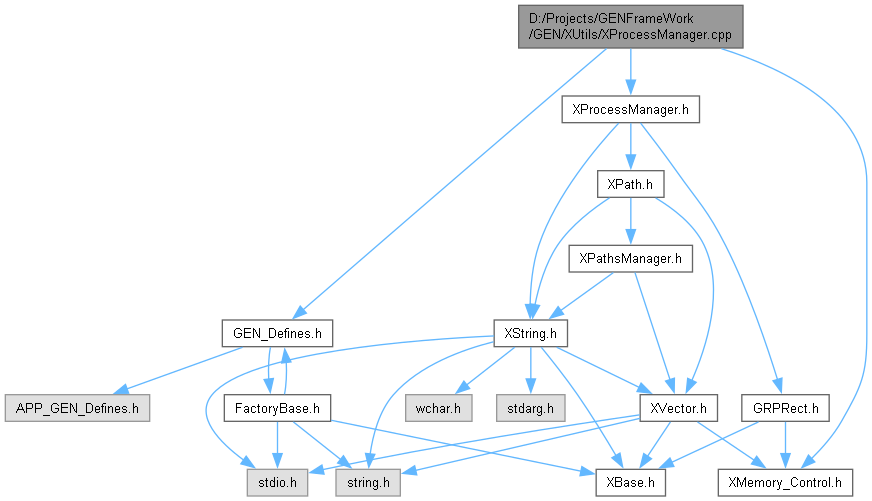 D:/Projects/GENFrameWork
/GEN/XUtils/XProcessManager.cpp
XProcessManager.h
XPath.h
XPathsManager.h
GEN_Defines.h
XString.h
APP_GEN_Defines.h
FactoryBase.h
wchar.h
stdarg.h
XVector.h
GRPRect.h
stdio.h
string.h
XBase.h
XMemory_Control.h